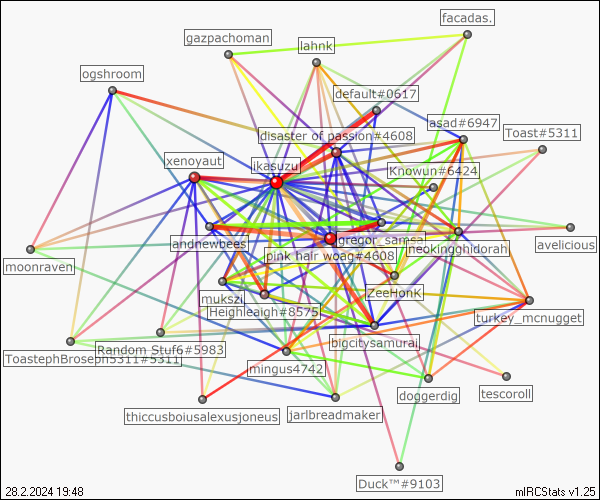 facadas.
gazpachoman
lahnk
ogshroom
default#0617
asad#6947
disaster of passion#4608
Toast#5311
xenoyaut
ikasuzu
Knowun#6424
andnewbees
gregor_samsa
neokingghidorah
avelicious
pink hair woag#4608
moonraven
mukszi
ZeeHonK
Heighleaigh#8575
turkey_mcnugget
bigcitysamurai
Random Stuf6#5983
ToastephBroseph5311#5311
mingus4742
doggerdig
tescoroll
thiccusboiusalexusjoneus
jarlbreadmaker
Duck™#9103
28.2.2024 19:48
mIRCStats v1.25